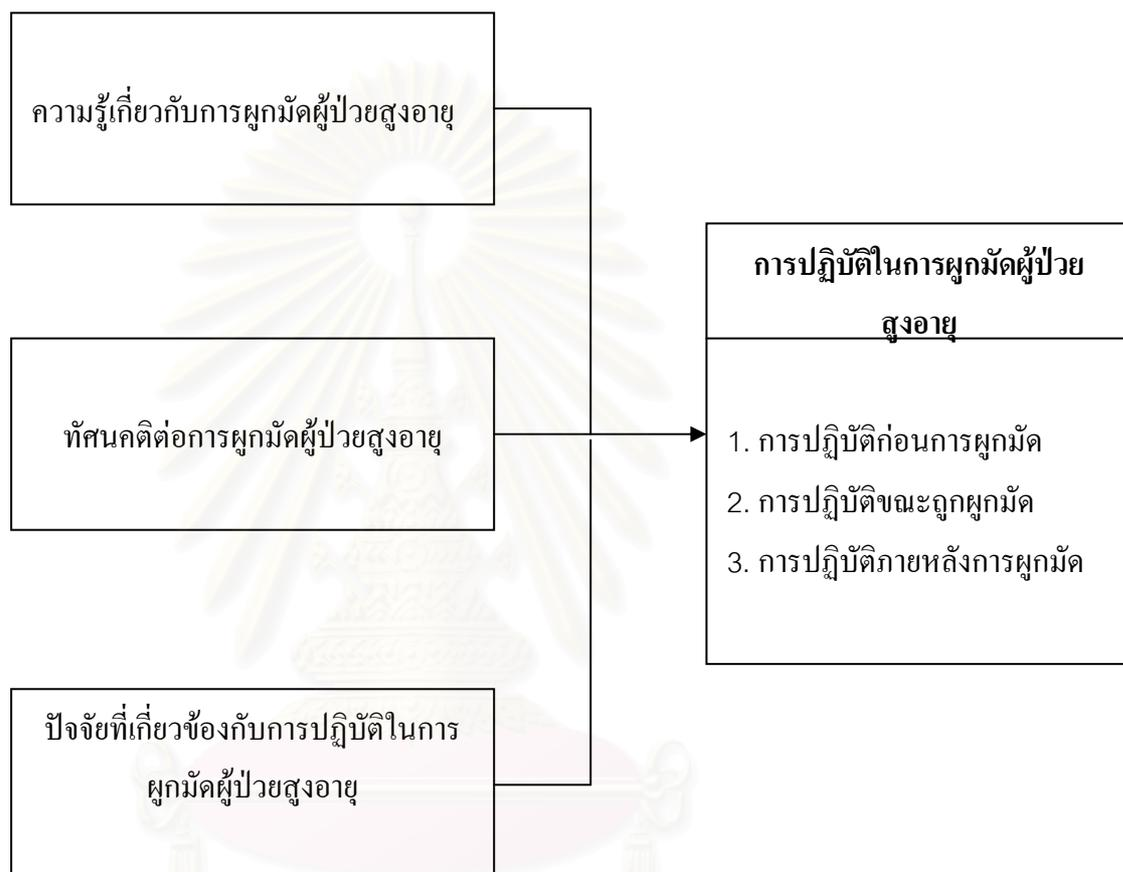 ความรู้เกี่ยวกับการผูกมัดผู้ป่วยสูงอายุ
ทัศนคติต่อการผูกมัดผู้ป่วยสูงอายุ
ปัจจัยที่เกี่ยวข้องกับการปฏิบัติในการ
ผูกมัดผู้ป่วยสูงอายุ
การปฏิบัติในการผูกมัดผู้ป่วย
สูงอายุ
1. การปฏิบัติก่อนการผูกมัด
2. การปฏิบัติขณะถูกผูกมัด
3. การปฏิบัติภายหลังการผูกมัด